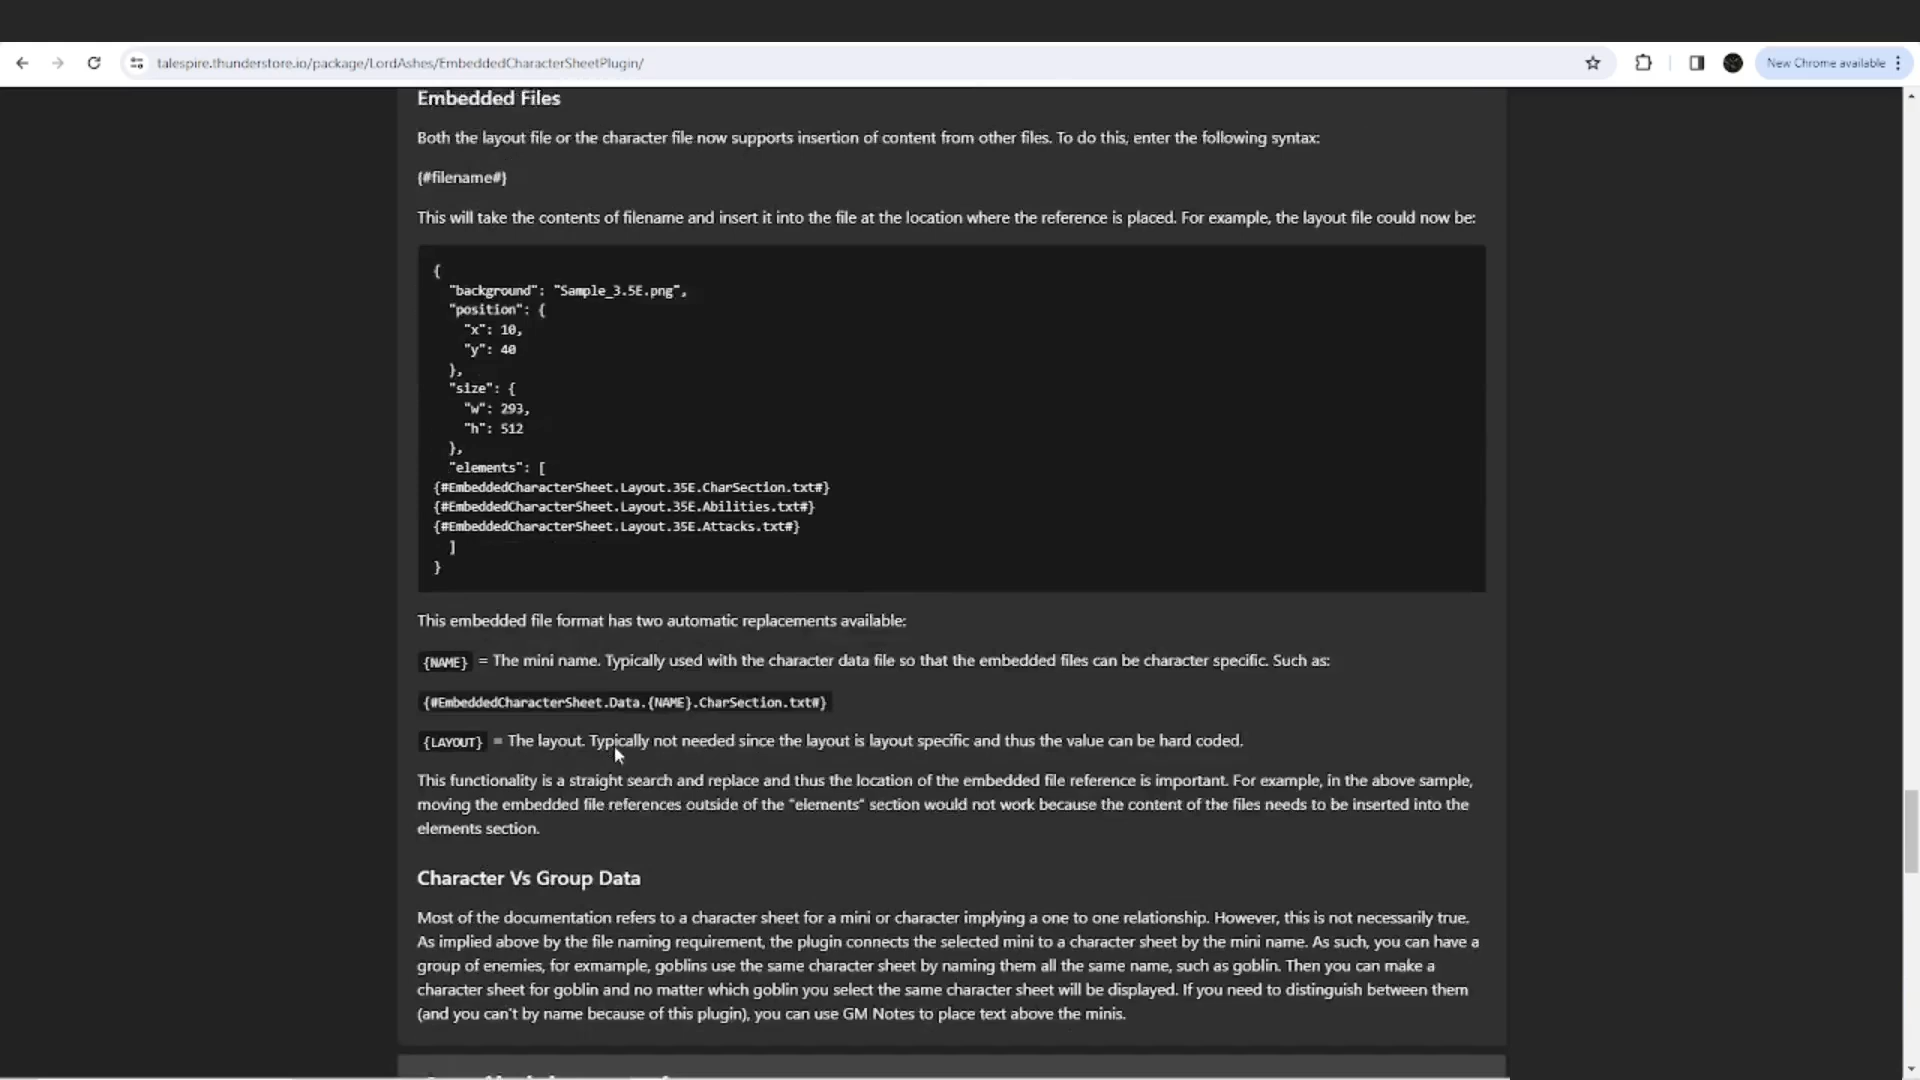 talespire.thunderstore.io/package/LordAshes/EmbeddedCharacterSheetPlugin/
New Chrome available
Embedded Files
Both the layout file or the character file now supports insertion of content from other files. To do this, enter the following syntax:
{#filename#}
This will take the contents of filename and insert it into the file at the location where the reference is placed. For example, the layout file could now be:
{
"background": "Sample_3.5E.png",
"position": {
"x": 10,
"y": 40
},
"size": {
"w": 293,
"h": 512
},
"elements": [
{#EmbeddedCharacterSheet.Layout.35E.CharSection.txt#}
{#EmbeddedCharacterSheet.Layout.35E.Abilities.txt#}
{#EmbeddedCharacterSheet.Layout.35E.Attacks.txt#}
]
}
This embedded file format has two automatic replacements available:
{NAME} = The mini name. Typically used with the character data file so that the embedded files can be character specific. Such as:
{#EmbeddedCharacterSheet.Data.{NAME}.CharSection.txt#}
{LAYOUT} = The layout. Typically not needed since the layout is layout specific and thus the value can be hard coded.
This functionality is a straight search and replace and thus the location of the embedded file reference is important. For example, in the above sample,
moving the embedded file references outside of the "elements" section would not work because the content of the files needs to be inserted into the
elements section.
Character Vs Group Data
Most of the documentation refers to a character sheet for a mini or character implying a one to one relationship. However, this is not necessarily true.
As implied above by the file naming requirement, the plugin connects the selected mini to a character sheet by the mini name. As such, you can have a
group of enemies, for exmample, goblins use the same character sheet by naming them all the same name, such as goblin. Then you can make a
character sheet for goblin and no matter which goblin you select the same character sheet will be displayed. If you need to distinguish between them
(and you can't by name because of this plugin), you can use GM Notes to place text above the minis.